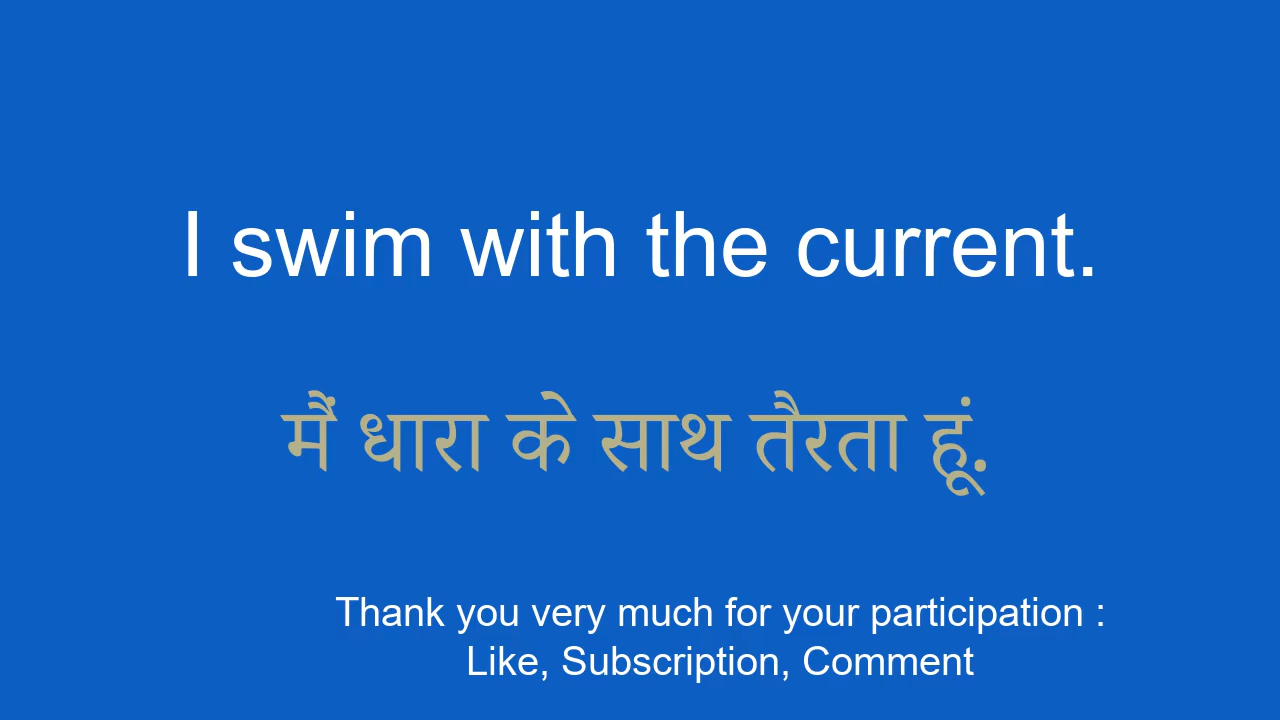 I swim with the current.
मैं धारा के साथ तैरता हूं.
Thank you very much for your participation :
Like, Subscription, Comment